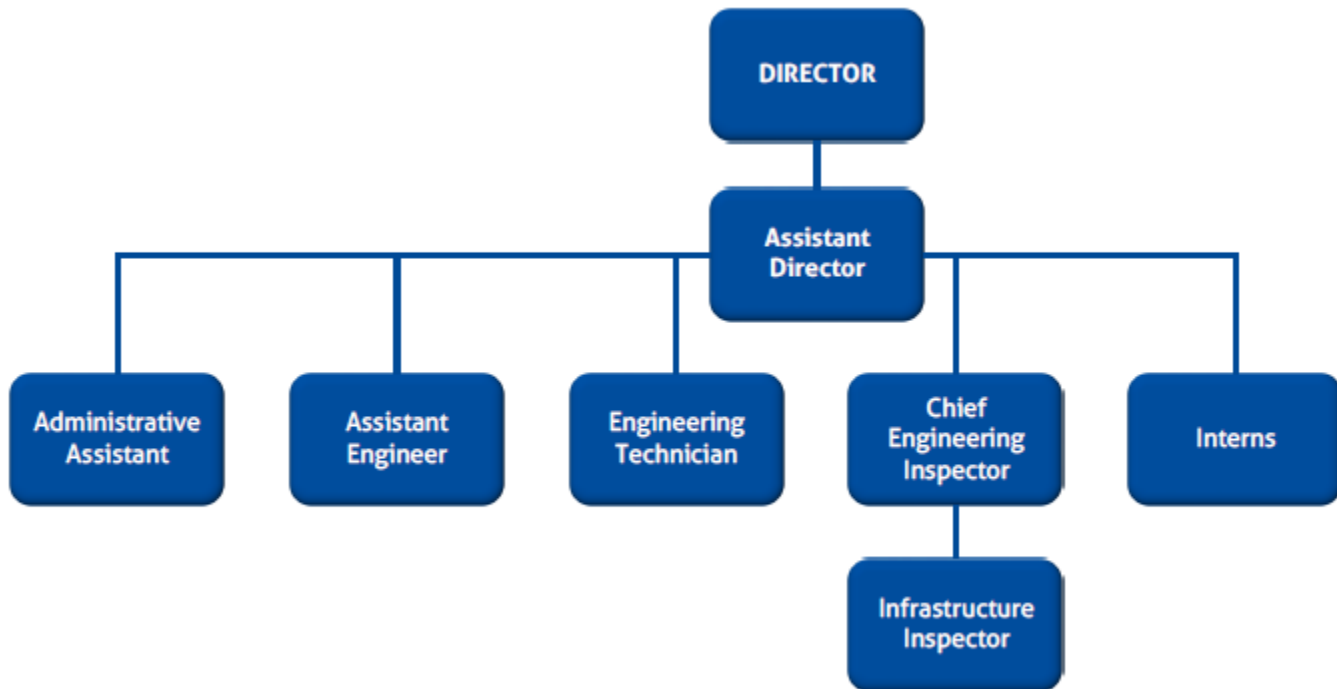 DIRECTOR
Assistant
Director
Administrative
Assistant
Assistant
Engineer
Engineering
Technician
Chief
Engineering
Inspector
Interns
Infrastructure
Inspector